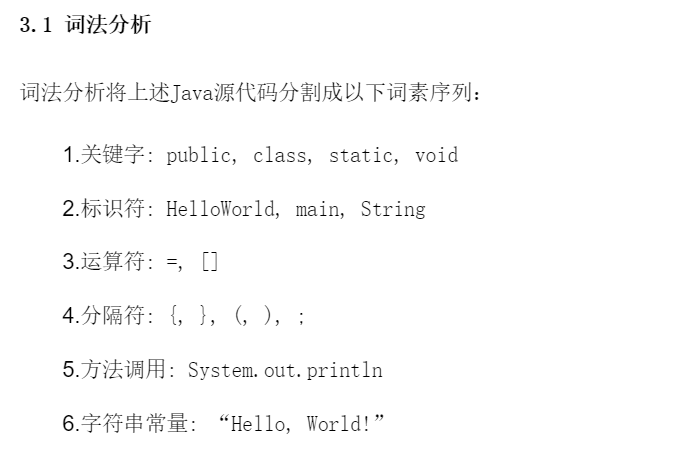 3.1 词法分析
词法分析将上述Java源代码分割成以下词素序列：
1.关键字: public, class, static, void
2.标识符: HelloWorld, main, String
3.运算符: =, []
4.分隔符: {, }, (, ), ;
5.方法调用: System.out.println
6.字符串常量: “Hello, World!”